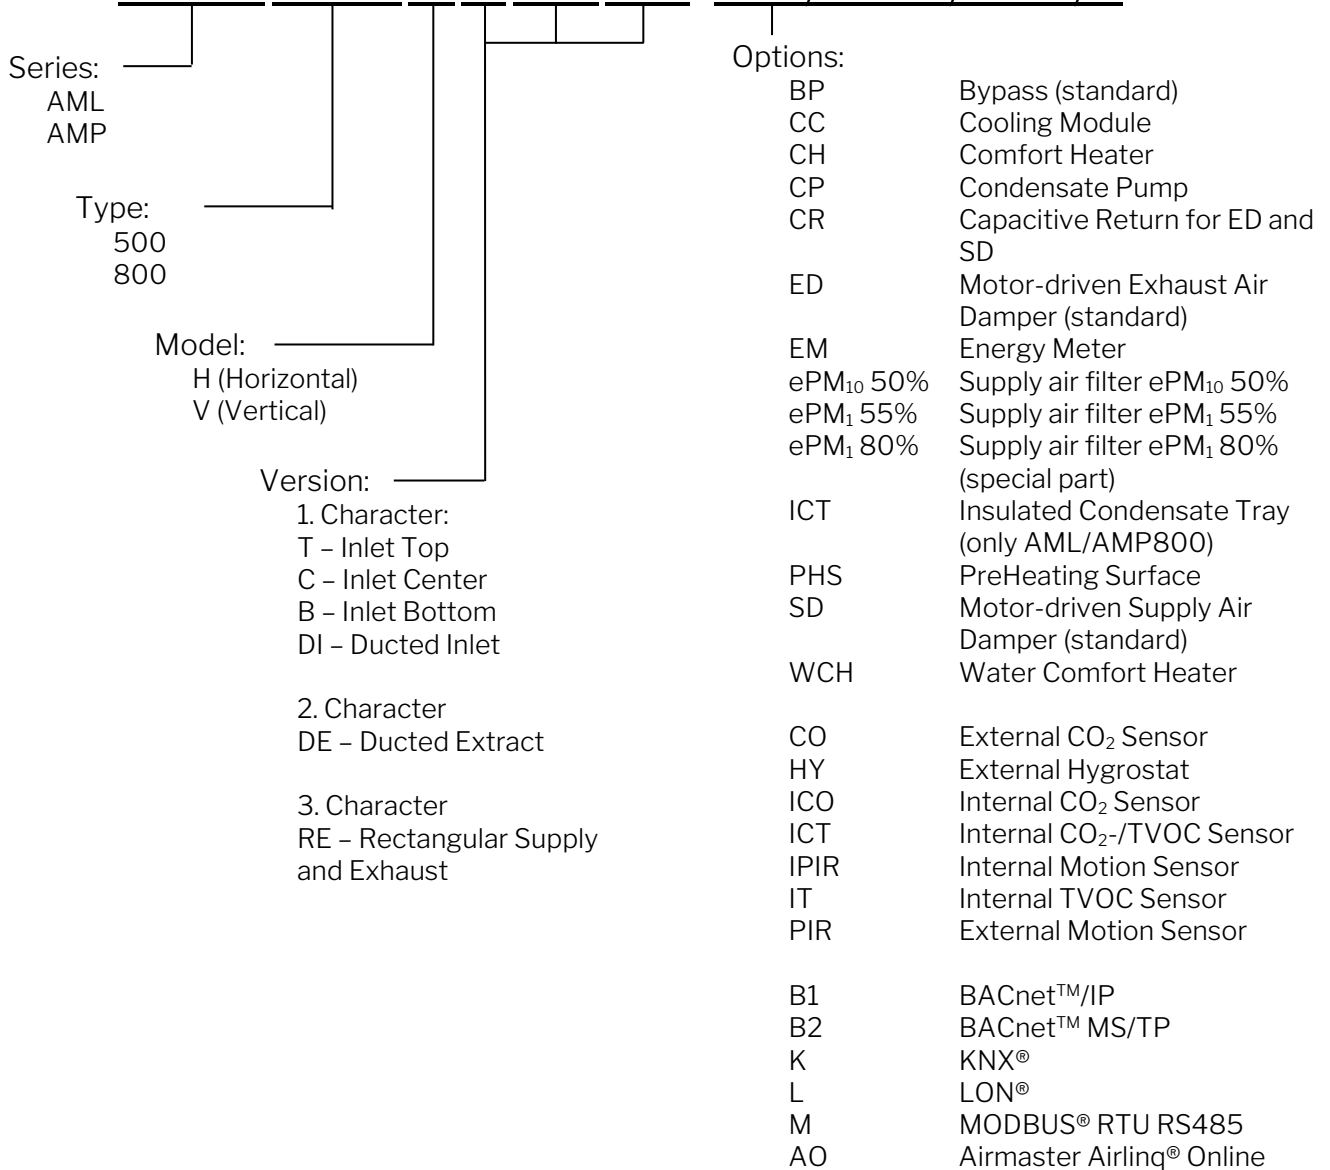 Series:
AML
AMP
Type:
500
800
Model:
H (Horizontal)
V (Vertical)
Version:
1. Character:
T – Inlet Top
C – Inlet Center
B – Inlet Bottom
DI – Ducted Inlet
2. Character
DE – Ducted Extract
3. Character
RE – Rectangular Supply
and Exhaust
Options:
BP Bypass (standard)
CC Cooling Module
CH Comfort Heater
CP Condensate Pump
CR Capacitive Return for ED and
SD
ED Motor-driven Exhaust Air
Damper (standard)
EM Energy Meter
ePM₁₀ 50% Supply air filter ePM₁₀ 50%
ePM₁ 55% Supply air filter ePM₁ 55%
ePM₁ 80% Supply air filter ePM₁ 80%
(special part)
ICT Insulated Condensate Tray
(only AML/AMP800)
PHS PreHeating Surface
SD Motor-driven Supply Air
Damper (standard)
WCH Water Comfort Heater
CO External CO₂ Sensor
HY External Hygrostat
ICO Internal CO₂ Sensor
ICT Internal CO₂-/TVOC Sensor
IPIR Internal Motion Sensor
IT Internal TVOC Sensor
PIR External Motion Sensor
B1 BACnet™/IP
B2 BACnet™ MS/TP
K KNX®
L LON®
M MODBUS® RTU RS485
AO Airmaster Airlinq® Online